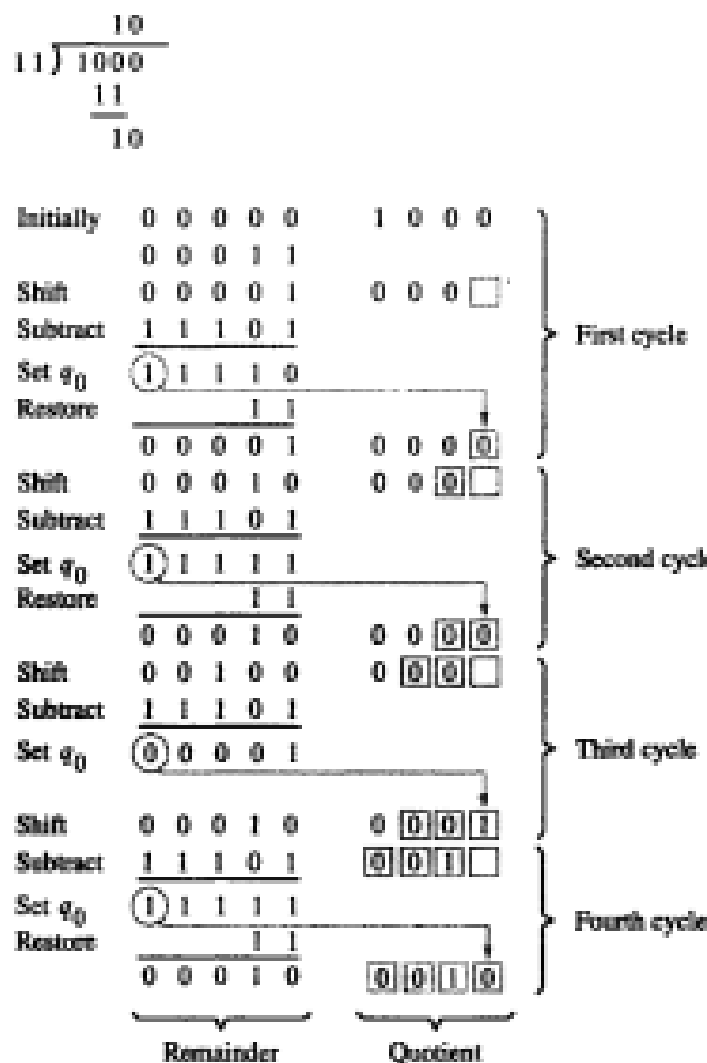 10
11) 1000
11
10
Initially 0 0 0 0 0 1 0 0 0
0 0 0 1 1
Shift 0 0 0 0 1 0 0 0
Subtract 1 1 1 0 1
First cycle
Set q0 1 1 1 1 0
Restore 1 1
0 0 0 0 1 0 0 0 0
Shift 0 0 0 1 0 0 0 0
Subtract 1 1 1 0 1
Set q0 1 1 1 1 1 Second cycl
Restore 1 1
0 0 0 1 0 0 0 0 0
Shift 0 0 1 0 0 0 0 0
Subtract 1 1 1 0 1
Set q0 0 0 0 0 1 Third cycle
Shift 0 0 0 1 0 0 0 0 1
Subtract 1 1 1 0 1 0 0 1
Set q0 1 1 1 1 1 Fourth cycle
Restore 1 1
0 0 0 1 0 0 0 1 0
Remainder Quotient